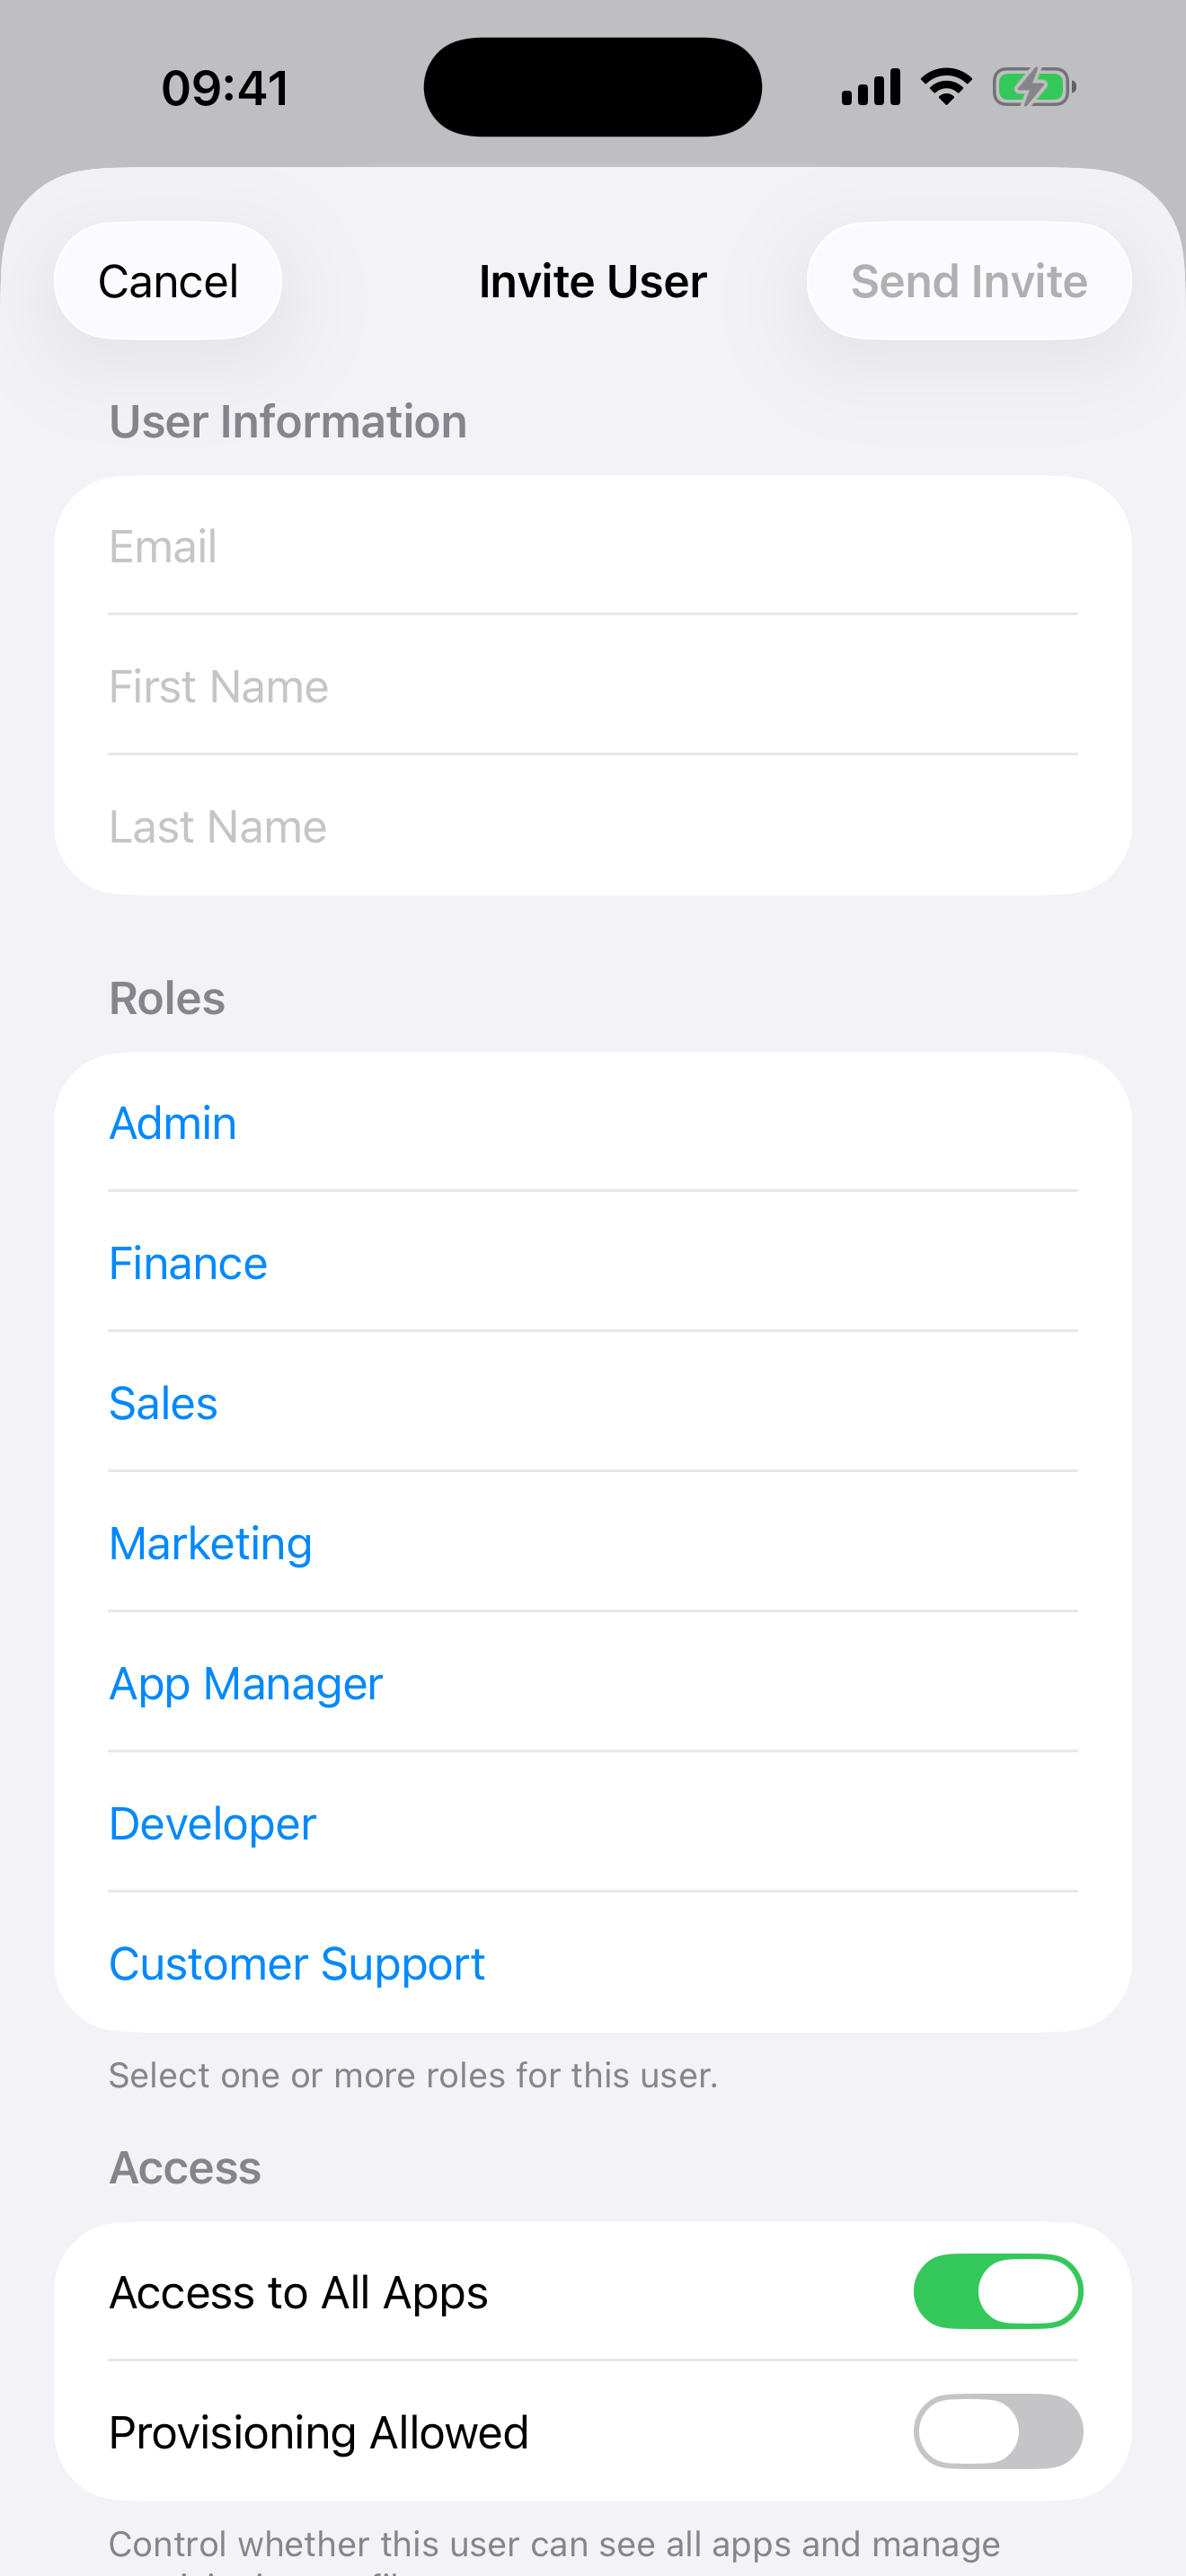 09:41
Cancel
Invite User
Send Invite
User Information
Email
First Name
Last Name
Roles
Admin
Finance
Sales
Marketing
App Manager
Developer
Customer Support
Select one or more roles for this user.
Access
Access to All Apps
Provisioning Allowed
Control whether this user can see all apps and manage